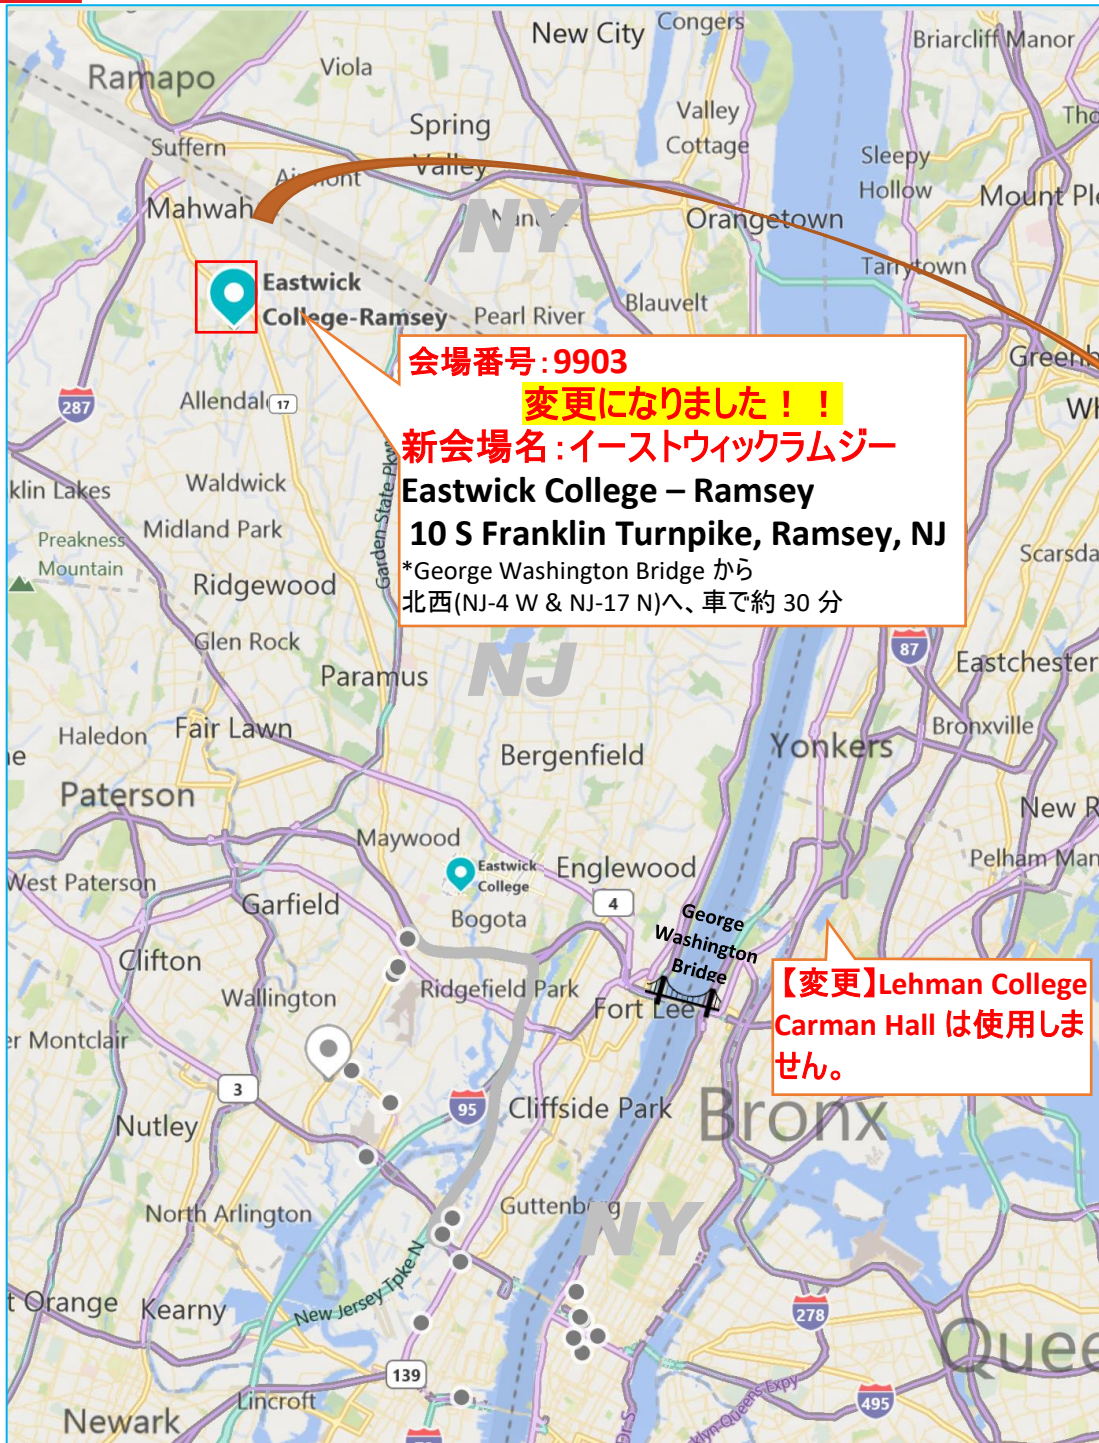 New City
Congers
Briarcliff Manor
Ramapo
Viola
Valley
Cottage
Spring
Valley
Suffern
Sleepy
Hollow
Mount Ple
Mahwah
NY
Orangetown
Tarrytown
Eastwick
College-Ramsey
Pearl River
Blauvelt
会場番号:9903
変更になりました！！
新会場名:イーストウィックラムジー
Eastwick College – Ramsey
10 S Franklin Turnpike, Ramsey, NJ
*George Washington Bridge から
北西(NJ-4 W & NJ-17 N)へ、車で約 30 分
287
17
Waldwick
klin Lakes
Midland Park
Preakness
Mountain
Garden State Pkwy
Ridgewood
Scarsda
Glen Rock
NJ
87
Paramus
Eastchester
Haledon
Fair Lawn
Bronxville
Bergenfield
Yonkers
Paterson
New R
Maywood
Pelham Man
Eastwick
College
Englewood
West Paterson
Garfield
Bogota
4
George
Washington
Bridge
Clifton
【変更】Lehman College
Carman Hall は使用しま
せん。
Wallington
Ridgefield Park
Fort Lee
er Montclair
3
95
Cliffside Park
Bronx
Nutley
North Arlington
Guttenberg
NY
New Jersey Tpke N
t Orange
Kearny
278
Quee
139
Lincroft
495
Newark